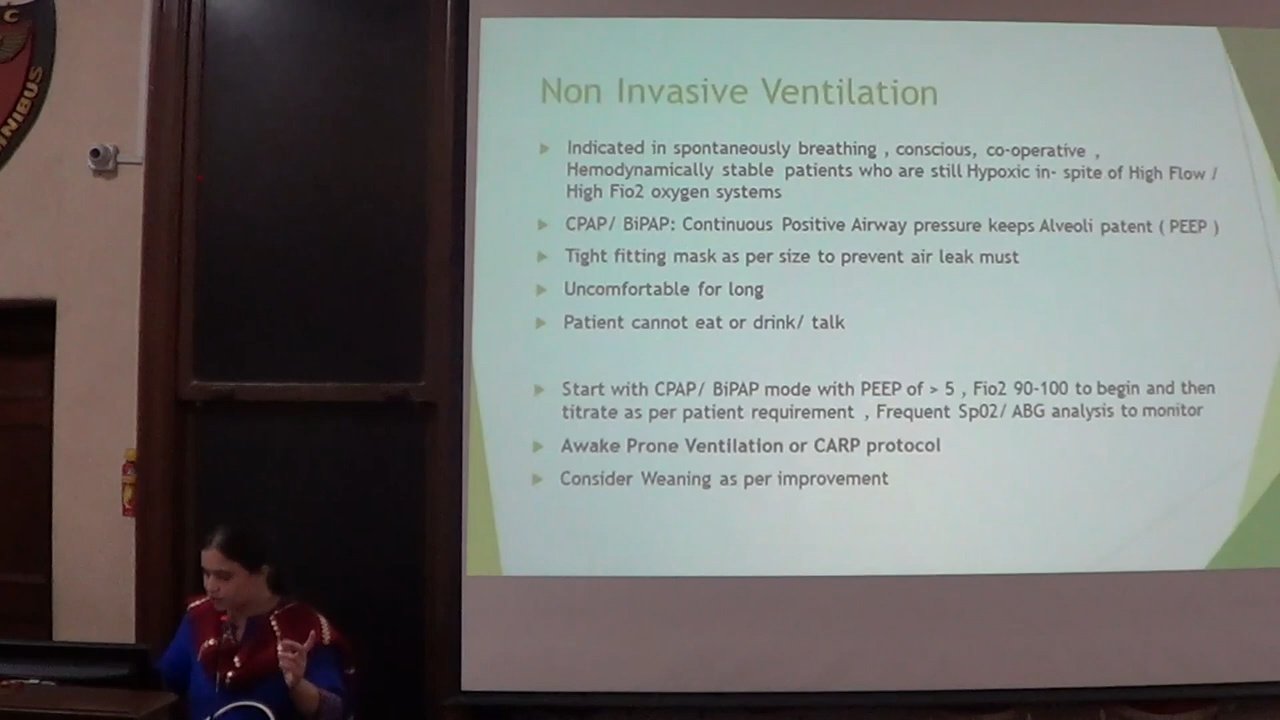 C
NIBUS
Non Invasive Ventilation
Indicated in spontaneously breathing , conscious, co-operative ,
Hemodynamically stable patients who are still Hypoxic in- spite of High Flow /
High Fio2 oxygen systems
CPAP/ BiPAP: Continuous Positive Airway pressure keeps Alveoli patent ( PEEP )
Tight fitting mask as per size to prevent air leak must
Uncomfortable for long
Patient cannot eat or drink/ talk
Start with CPAP/ BiPAP mode with PEEP of > 5 , Fio2 90-100 to begin and then
titrate as per patient requirement , Frequent Sp02/ ABG analysis to monitor
Awake Prone Ventilation or CARP protocol
Consider Weaning as per improvement